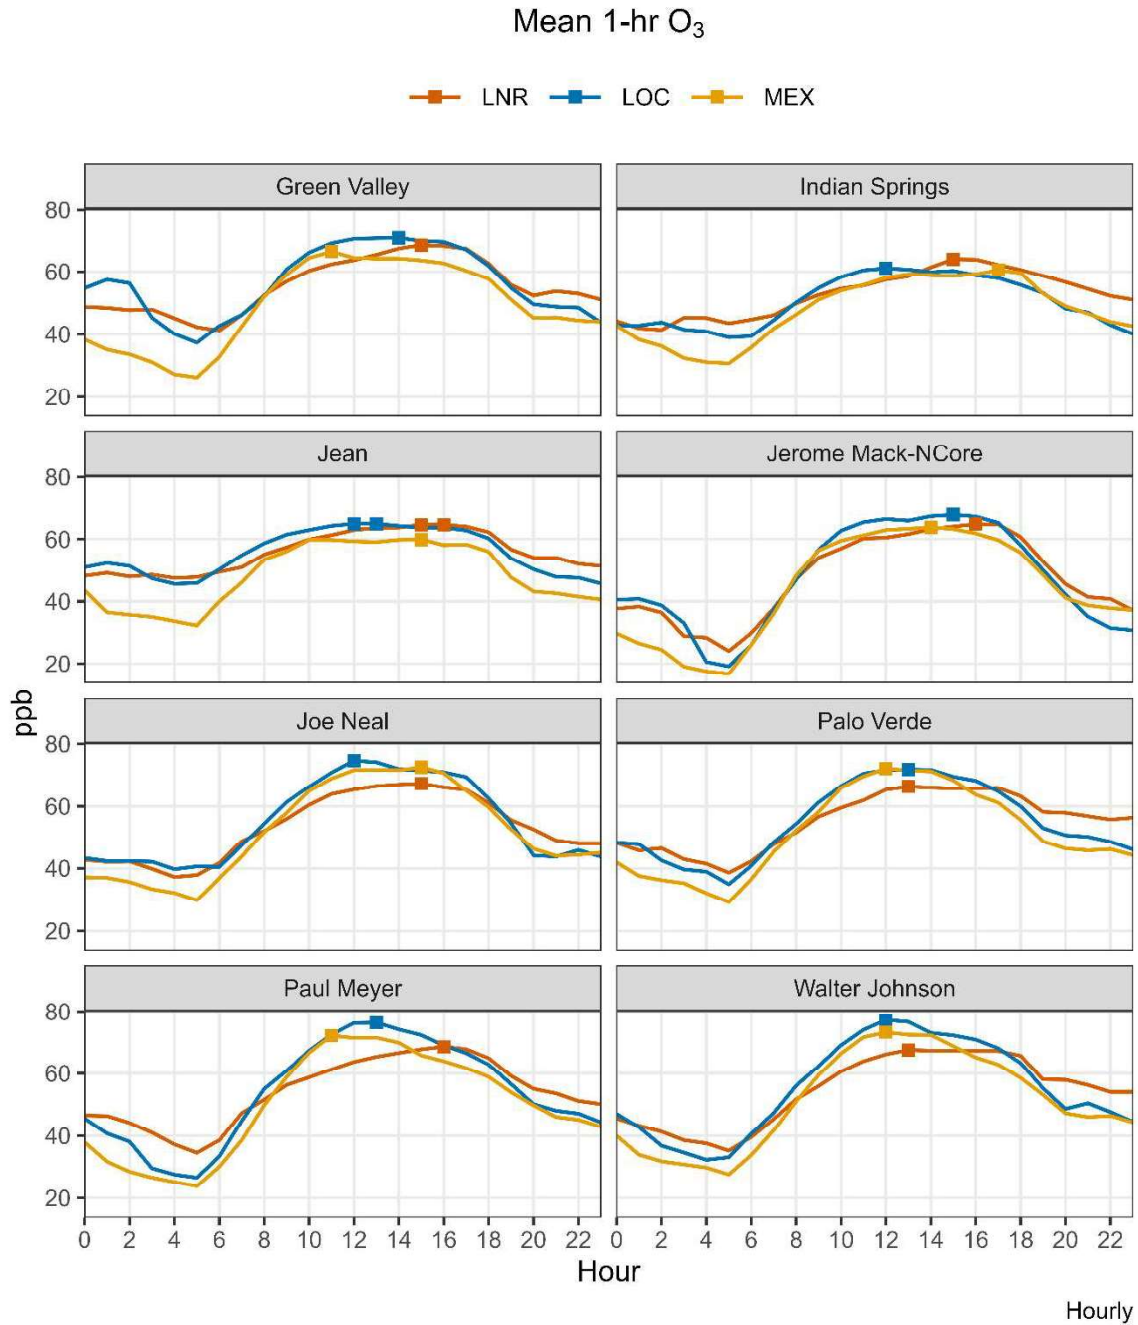 Mean 1-hr O₃
LNR LOC MEX
Green Valley Indian Springs
80
60
40
20
Jean Jerome Mack-NCore
80
60
40
20
ppb
Joe Neal Palo Verde
80
60
40
20
Paul Meyer Walter Johnson
80
60
40
20
0 2 4 6 8 10 12 14 16 18 20 22 0 2 4 6 8 10 12 14 16 18 20 22
Hour
Hourly